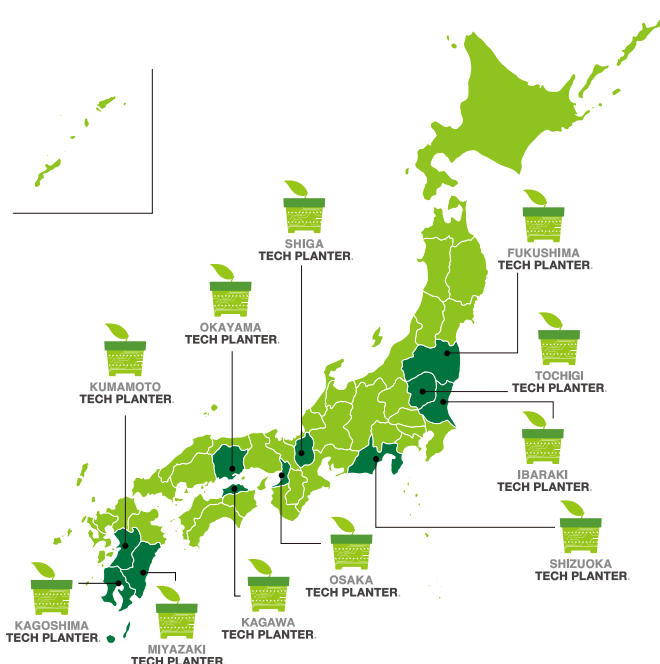 SHIGA
TECH PLANTER.
FUKUSHIMA
TECH PLANTER.
OKAYAMA
TECH PLANTER.
TOCHIGI
TECH PLANTER.
KUMAMOTO
TECH PLANTER.
IBARAKI
TECH PLANTER.
SHIZUOKA
TECH PLANTER.
OSAKA
TECH PLANTER.
KAGOSHIMA
TECH PLANTER.
KAGAWA
TECH PLANTER.
MIYAZAKI
TECH PLANTER.